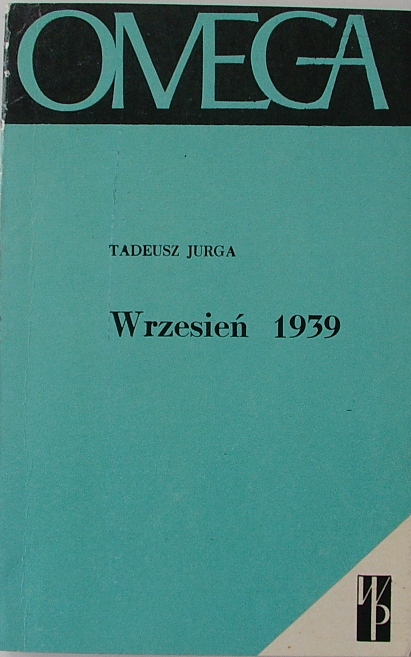 OMEGA
TADEUSZ JURGA
Wrzesień 1939
WP